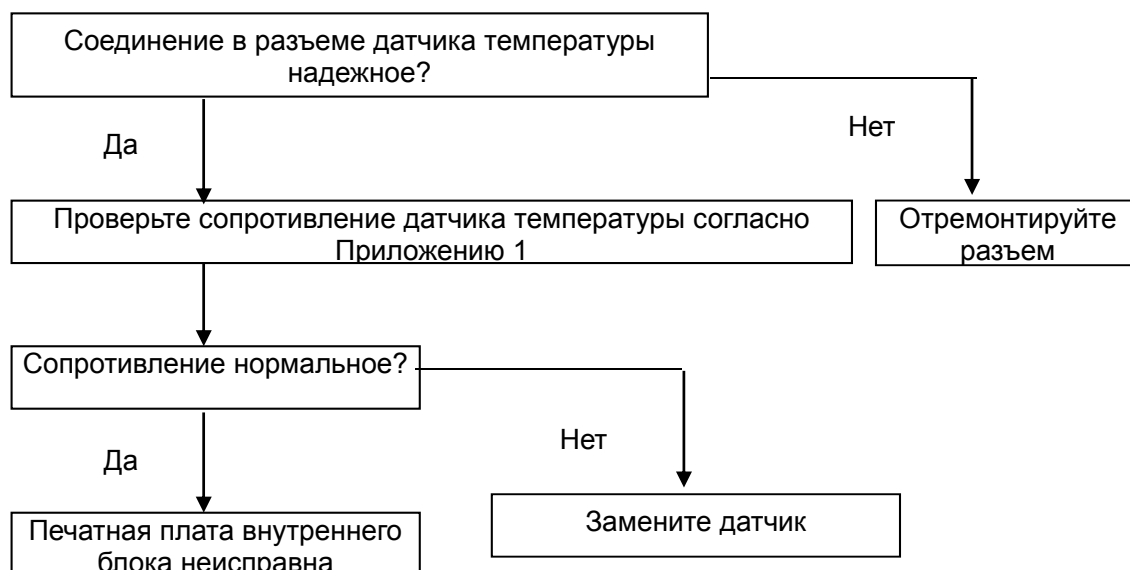 Соединение в разъеме датчика температуры
надежное?
Да
Нет
Проверьте сопротивление датчика температуры согласно
Приложению 1
Отремонтируйте
разъем
Сопротивление нормальное?
Да
Нет
Печатная плата внутреннего
блока неисправна
Замените датчик